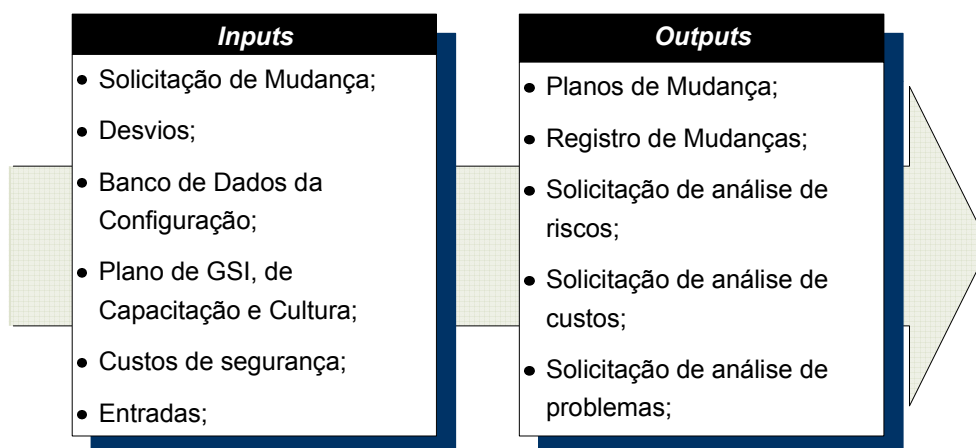 Inputs
• Solicitação de Mudança;
• Desvios;
• Banco de Dados da
Configuração;
• Plano de GSI, de
Capacitação e Cultura;
• Custos de segurança;
• Entradas;
Outputs
• Planos de Mudança;
• Registro de Mudanças;
• Solicitação de análise de
riscos;
• Solicitação de análise de
custos;
• Solicitação de análise de
problemas;